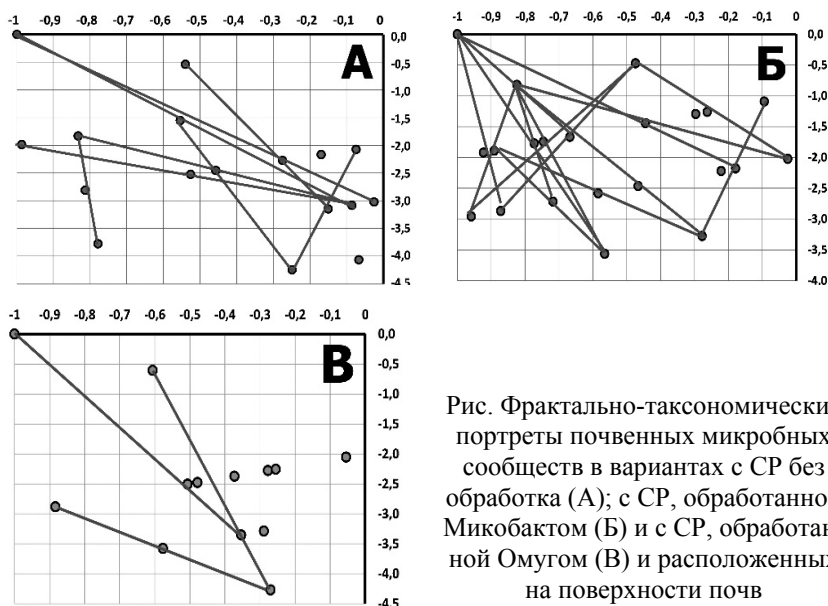 -1 -0,9 -0,8 -0,7 -0,6 -0,5 -0,4 -0,3 -0,2 -0,1 0
0,0
-0,5
-1,0
-1,5
-2,0
-2,5
-3,0
-3,5
-4,0
-4,5
А
-1 -0,9 -0,8 -0,7 -0,6 -0,5 -0,4 -0,3 -0,2 -0,1 0
0,0
-0,5
-1,0
-1,5
-2,0
-2,5
-3,0
-3,5
-4.0
Б
-1 -0,9 -0,8 -0,7 -0,6 -0,5 -0,4 -0,3 -0,2 -0,1 0
0,0
-0,5
-1,0
-1,5
-2,0
-2,5
-3,0
-3,5
-4,0
-4,5
В
Рис. Фрактально-таксономически
портреты почвенных микробных
сообществ в вариантах с СР без
обработка (А); с СР, обработанно
Микобактом (Б) и с СР, обработан
ной Омугом (В) и расположенных
на поверхности почв